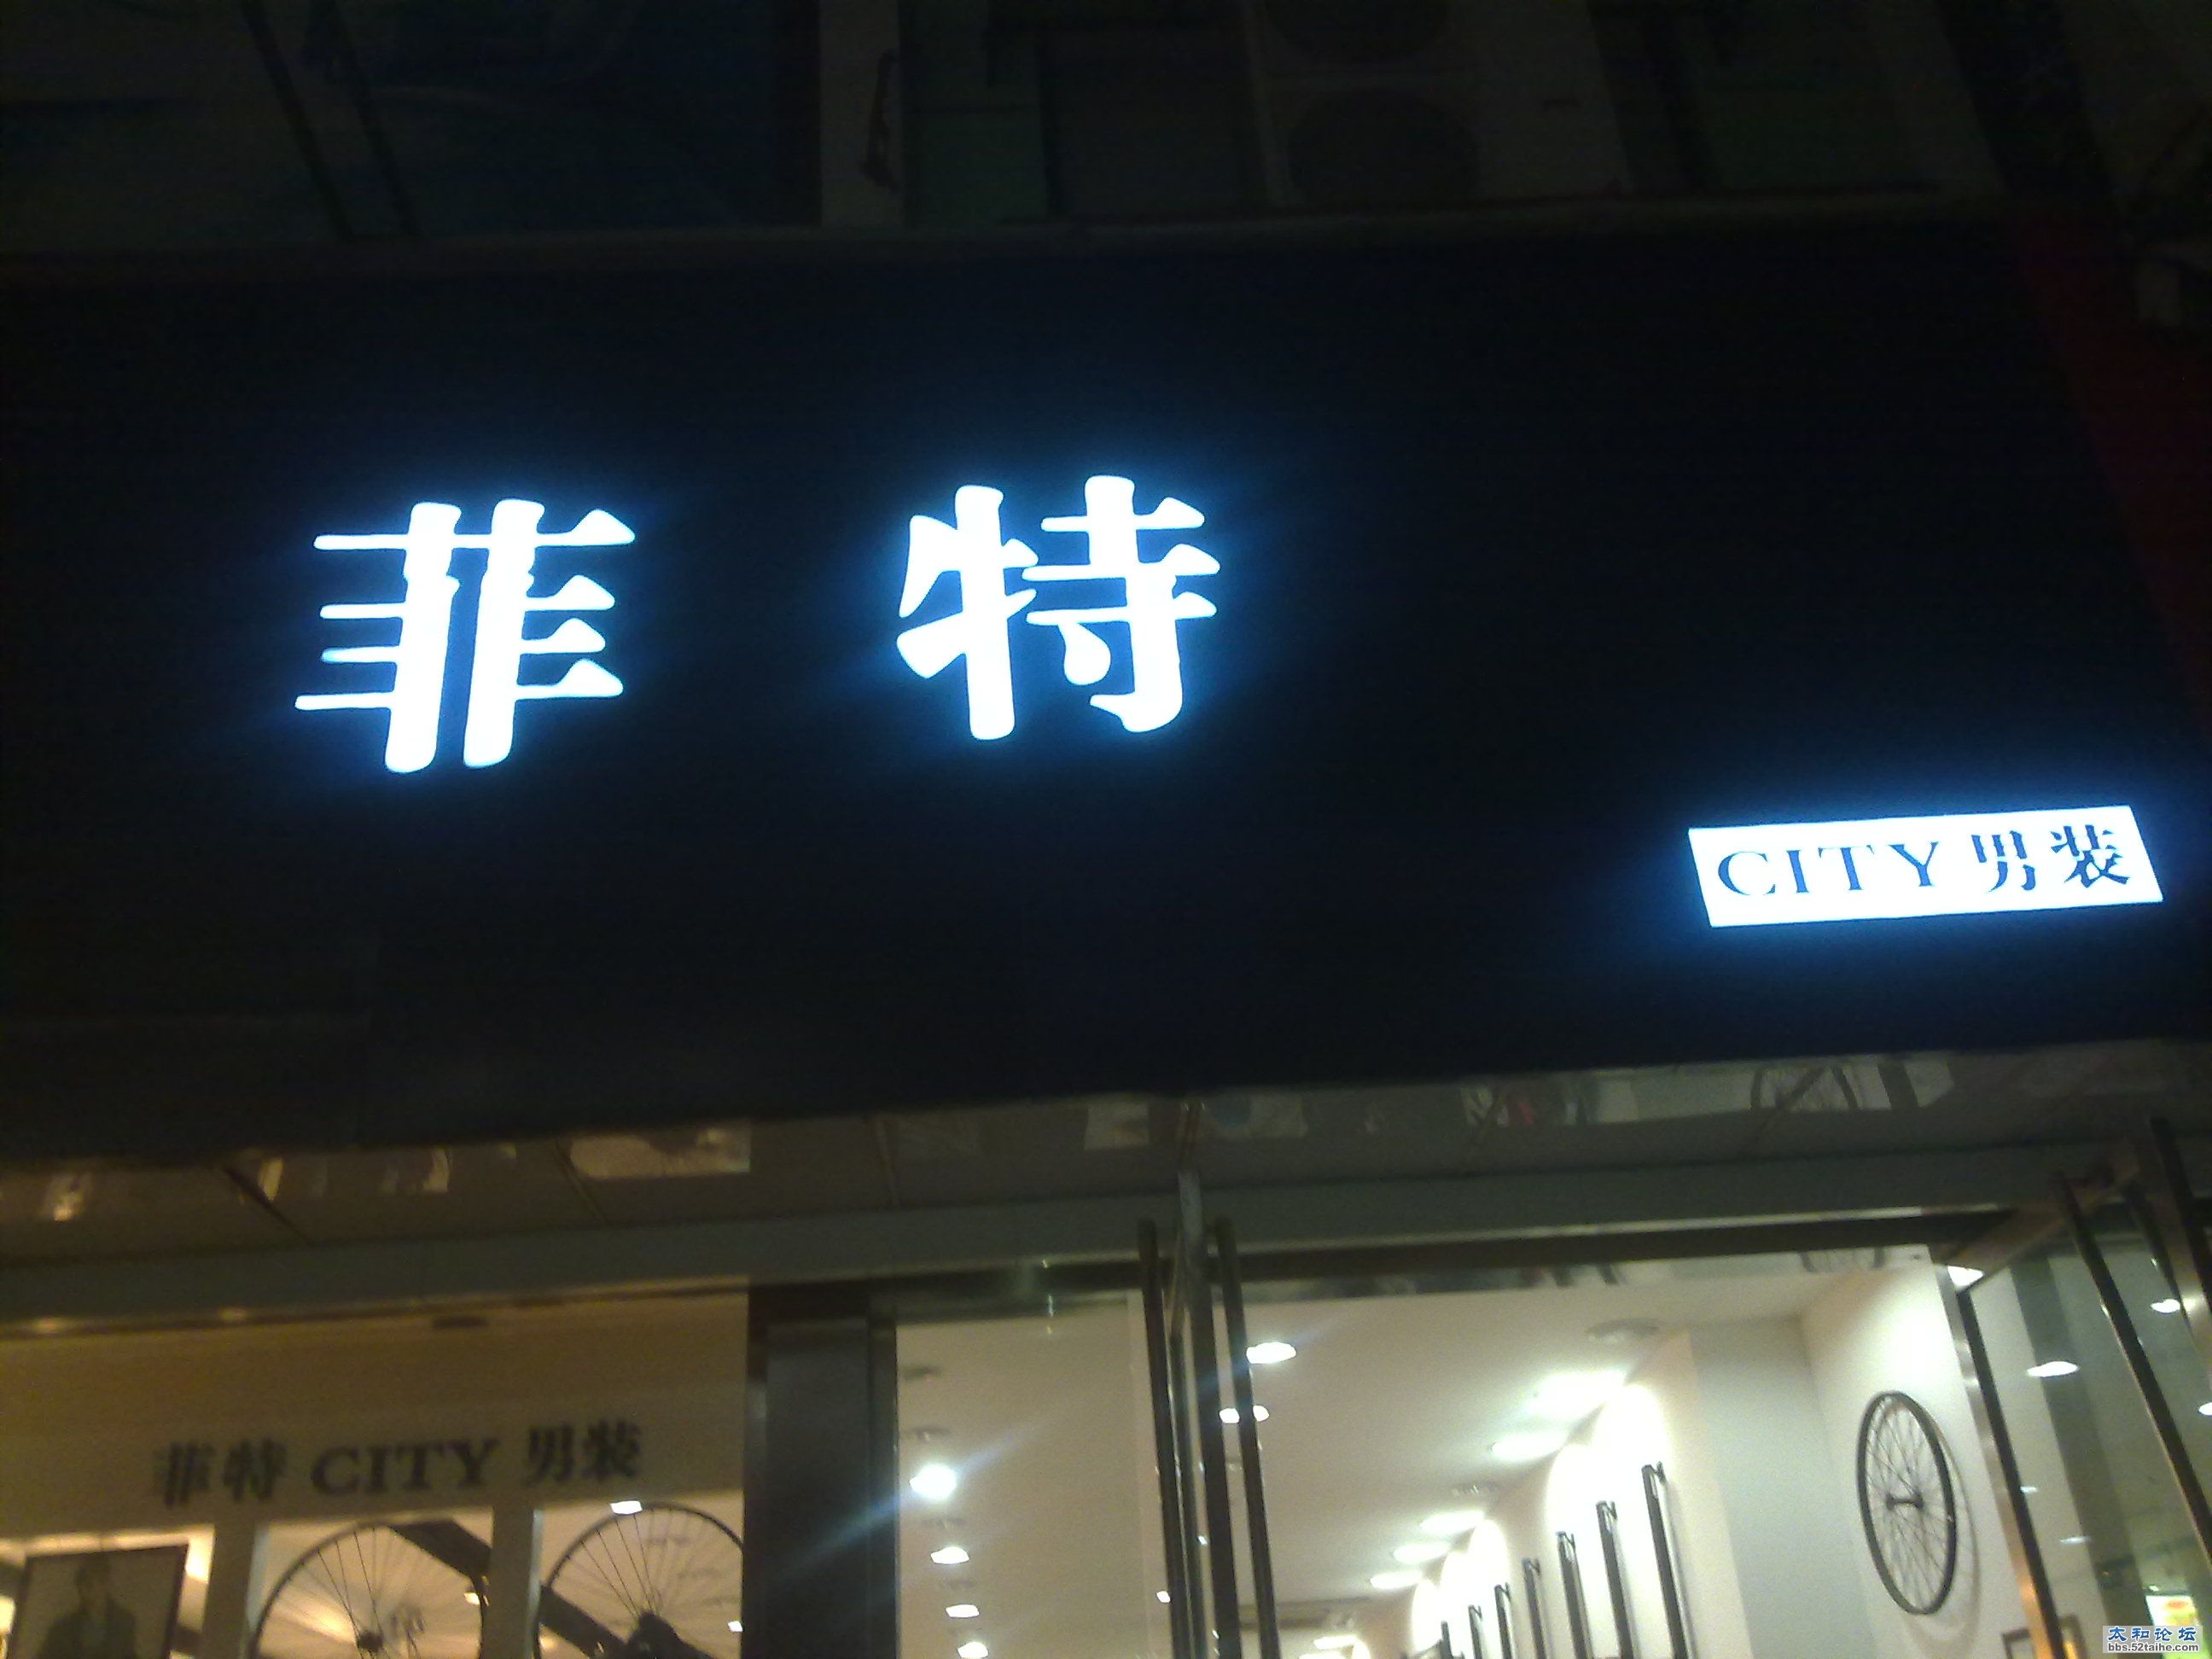 菲特
CITY 男装
菲特 CITY 男装
太和论坛
bbs.52taihe.com